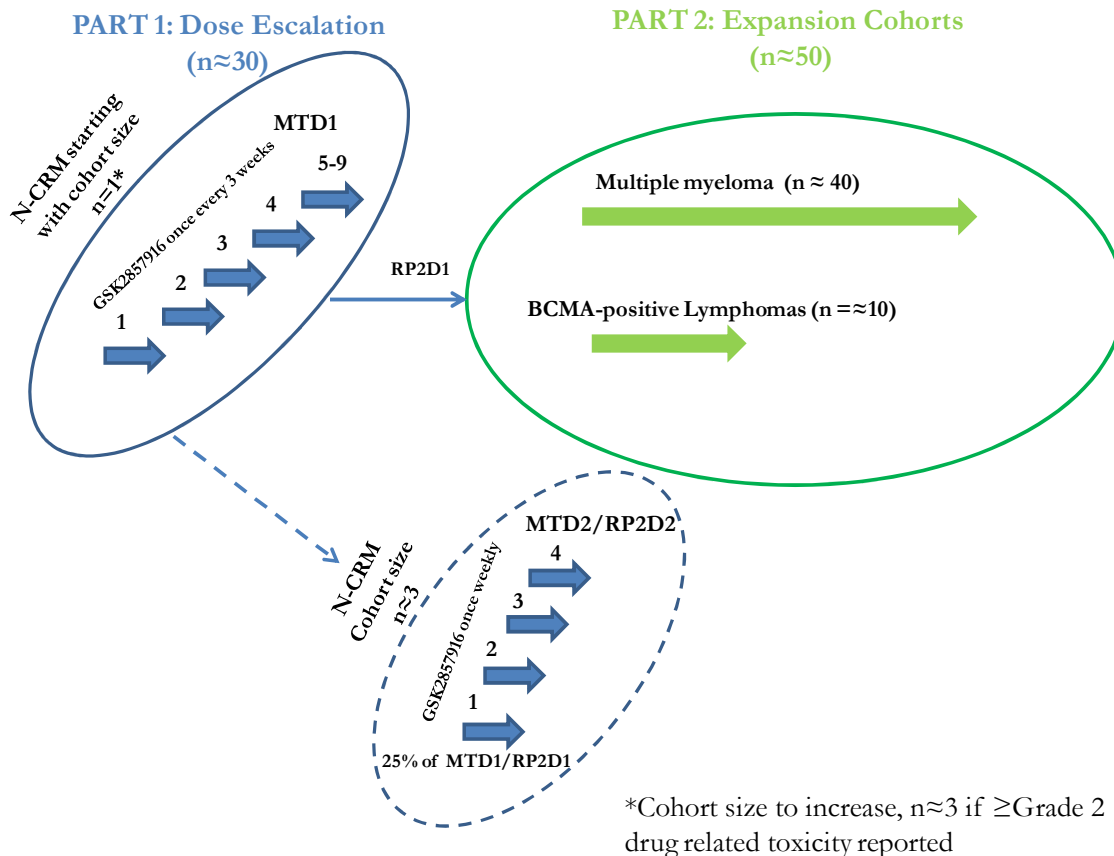 PART 1: Dose Escalation
(n≈30)
PART 2: Expansion Cohorts
(n≈50)
N-CRM starting
with cohort size
n=1*
GSK2857916 once every 3 weeks
MTD1
5-9
4
3
2
1
RP2D1
Multiple myeloma (n ≈ 40)
BCMA-positive Lymphomas (n =≈10)
N-CRM
Cohort size
n≈3
GSK2857916 once weekly
MTD2/RP2D2
4
3
2
1
25% of MTD1/RP2D1
*Cohort size to increase, n≈3 if ≥Grade 2
drug related toxicity reported